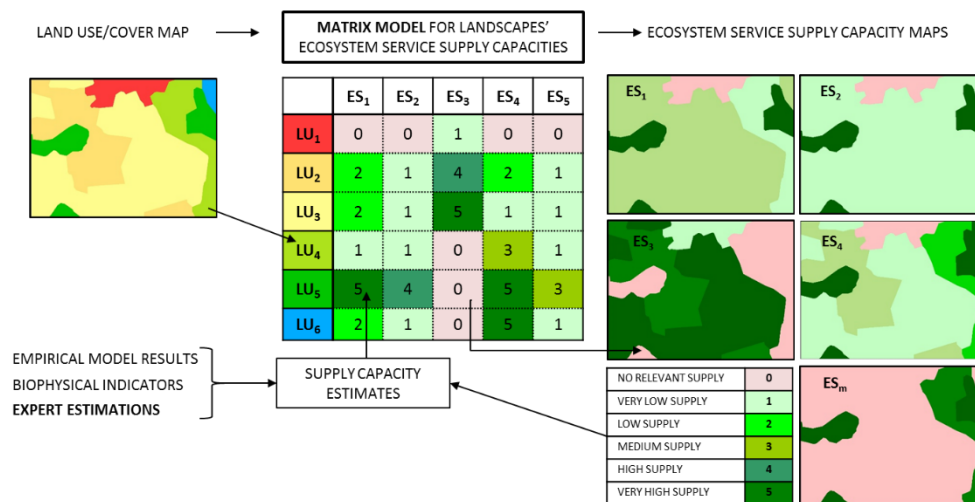 LAND USE/COVER MAP
MATRIX MODEL FOR LANDSCAPES’
ECOSYSTEM SERVICE SUPPLY CAPACITIES
ECOSYSTEM SERVICE SUPPLY CAPACITY MAPS
ES1 ES2 ES3 ES4 ES5
LU1 0 0 1 0 0
LU2 2 1 4 2 1
LU3 2 1 5 1 1
LU4 1 1 0 3 1
LU5 5 4 0 5 3
LU6 2 1 0 5 1
ES1
ES2
ES3
ES4
ESm
EMPIRICAL MODEL RESULTS
BIOPHYSICAL INDICATORS
EXPERT ESTIMATIONS
SUPPLY CAPACITY
ESTIMATES
NO RELEVANT SUPPLY 0
VERY LOW SUPPLY 1
LOW SUPPLY 2
MEDIUM SUPPLY 3
HIGH SUPPLY 4
VERY HIGH SUPPLY 5